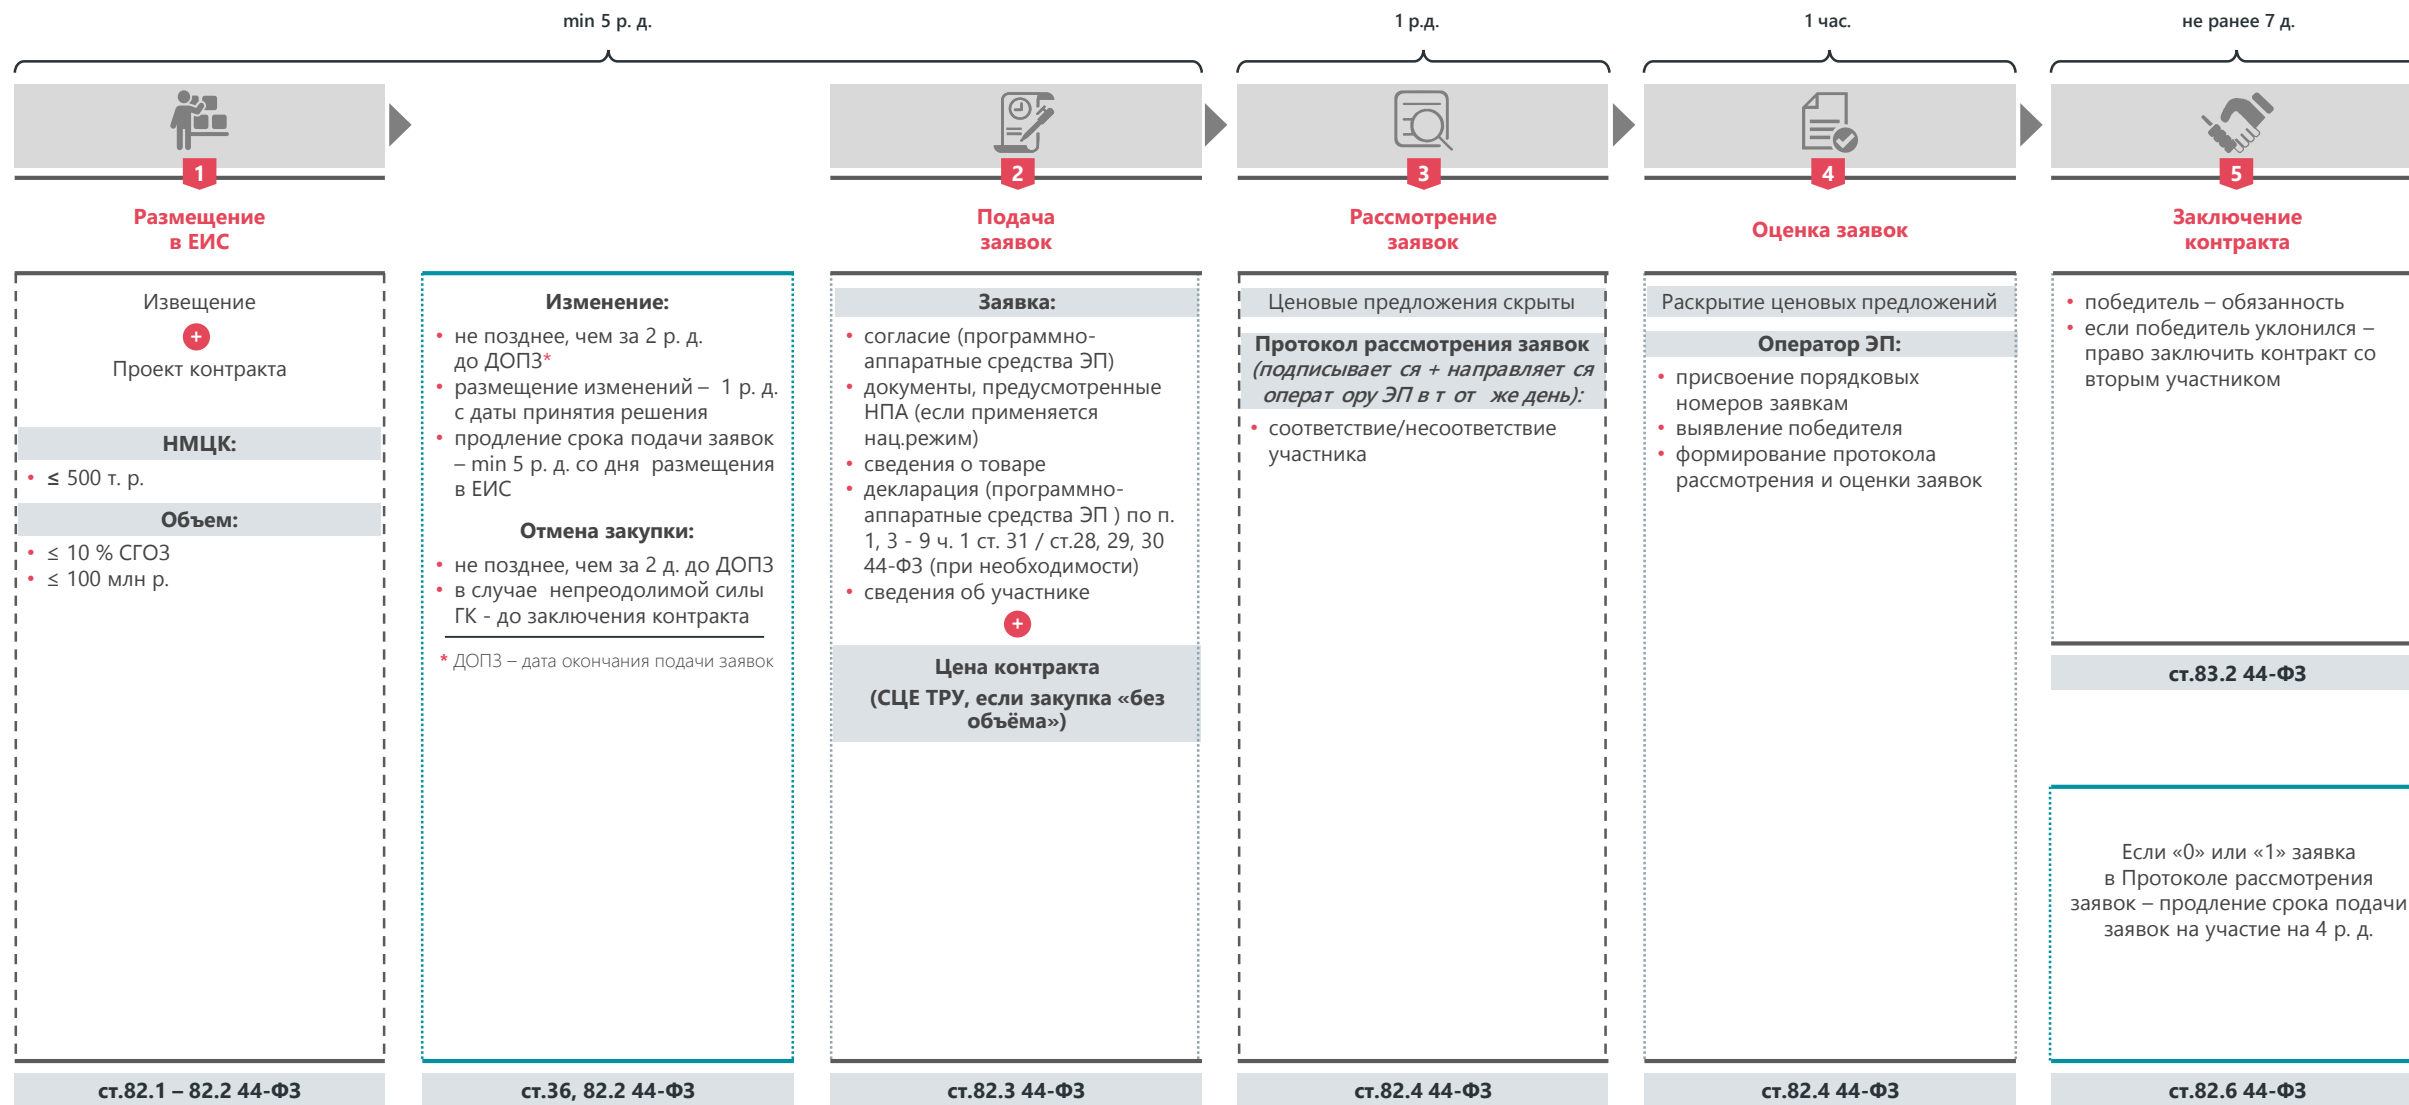 min 5 р. д.
1 р.д.
1 час.
не ранее 7 д.
1
2
3
4
5
Размещение
в ЕИС
Подача
заявок
Рассмотрение
заявок
Оценка заявок
Заключение
контракта
Извещение
+
Проект контракта
НМЦК:
• ≤ 500 т. р.
Объем:
• ≤ 10 % СГОЗ
• ≤ 100 млн р.
ст.82.1 – 82.2 44-ФЗ
Изменение:
• не позднее, чем за 2 р. д.
до ДОПЗ*
• размещение изменений – 1 р. д.
с даты принятия решения
• продление срока подачи заявок
– min 5 р. д. со дня размещения
в ЕИС
Отмена закупки:
• не позднее, чем за 2 д. до ДОПЗ
• в случае непреодолимой силы
ГК - до заключения контракта
* ДОПЗ – дата окончания подачи заявок
ст.36, 82.2 44-ФЗ
Заявка:
• согласие (программно-
аппаратные средства ЭП)
• документы, предусмотренные
НПА (если применяется
нац.режим)
• сведения о товаре
• декларация (программно-
аппаратные средства ЭП ) по п.
1, 3 - 9 ч. 1 ст. 31 / ст.28, 29, 30
44-ФЗ (при необходимости)
• сведения об участнике
+
Цена контракта
(СЦЕ ТРУ, если закупка «без
объёма»)
ст.82.3 44-ФЗ
Ценовые предложения скрыты
Протокол рассмотрения заявок
(подписывает ся + направляет ся
операт ору ЭП в т от же день):
• соответствие/несоответствие
участника
ст.82.4 44-ФЗ
Раскрытие ценовых предложений
Оператор ЭП:
• присвоение порядковых
номеров заявкам
• выявление победителя
• формирование протокола
рассмотрения и оценки заявок
ст.82.4 44-ФЗ
• победитель – обязанность
• если победитель уклонился –
право заключить контракт со
вторым участником
ст.83.2 44-ФЗ
Если «0» или «1» заявка
в Протоколе рассмотрения
заявок – продление срока подачи
заявок на участие на 4 р. д.
ст.82.6 44-ФЗ